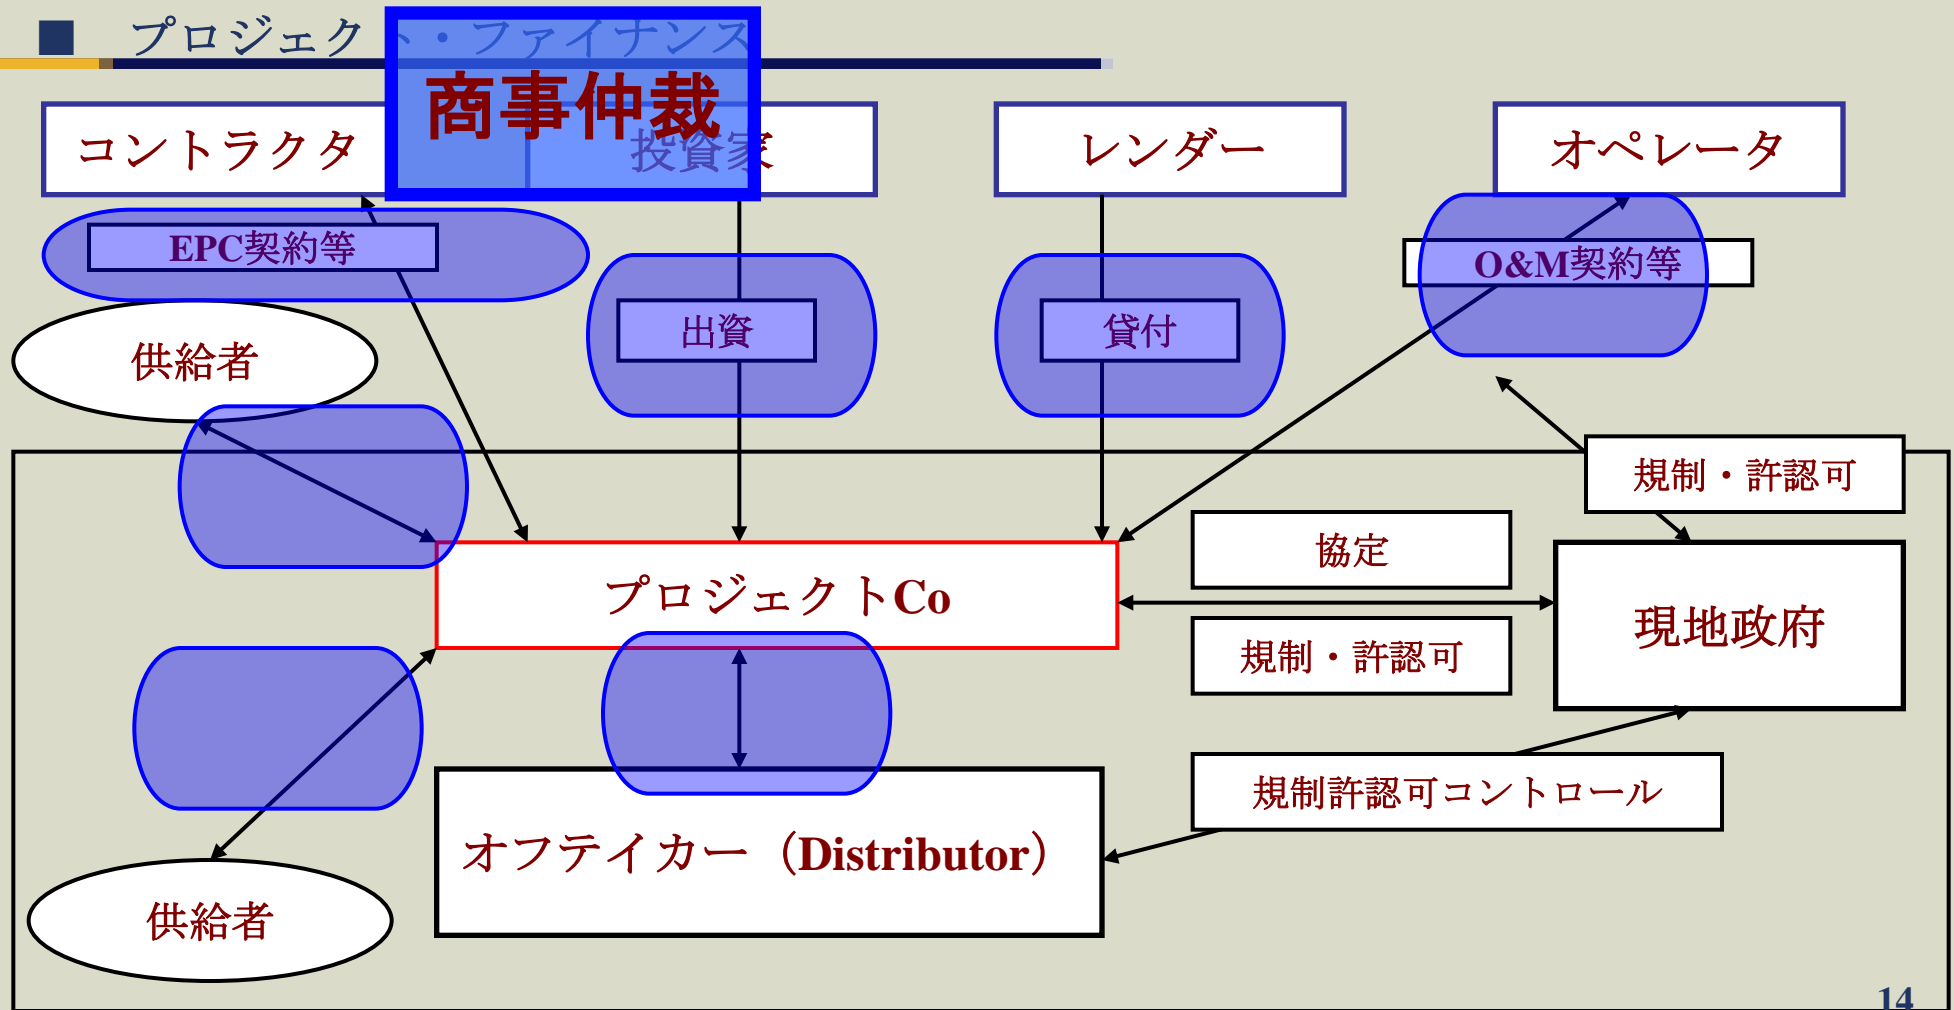 ■ プロジェクト・ファイナンス
商事仲裁
コントラクタ
投資家
レンダー
オペレータ
EPC契約等
出資
貸付
O&M契約等
供給者
規制・許認可
協定
プロジェクトCo
現地政府
規制・許認可
規制許認可コントロール
オフテイカー（Distributor）
供給者
14